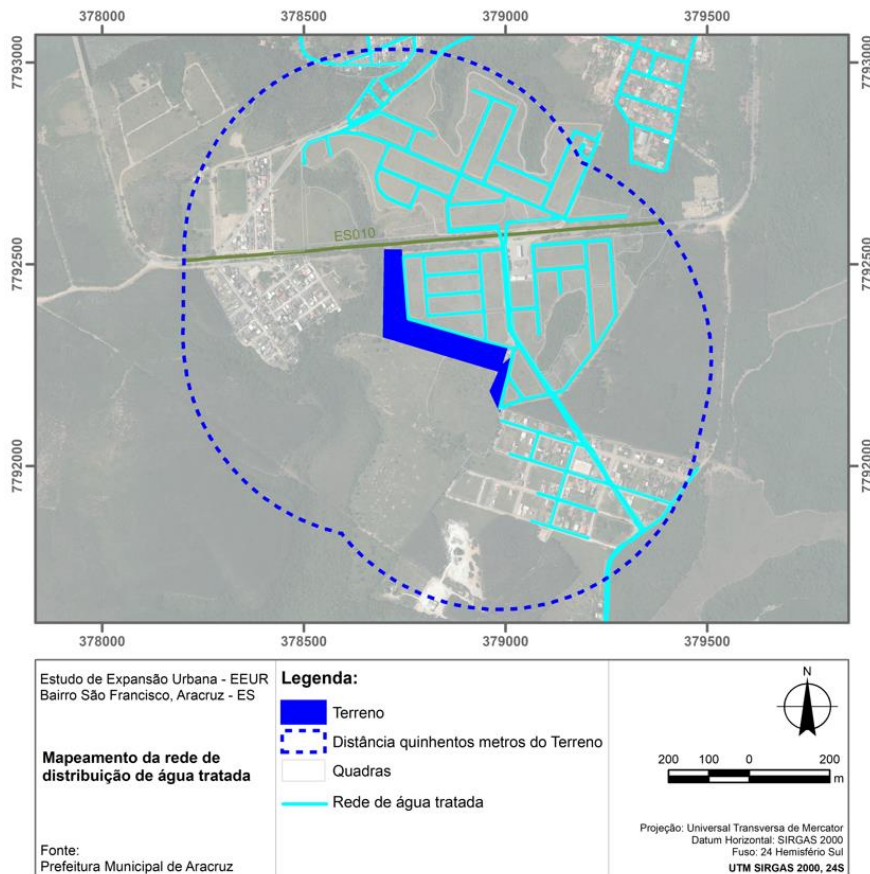 378000 378500 379000 379500
7793000 7793000
ES010
7792500 7792500
7792000 7792000
378000 378500 379000 379500
Estudo de Expansão Urbana - EEUR
Bairro São Francisco, Aracruz - ES
Mapeamento da rede de
distribuição de água tratada
Fonte:
Prefeitura Municipal de Aracruz
Legenda:
Terreno
Distância quinhentos metros do Terreno
Quadras
Rede de água tratada
N
200 100 0 200
m
Projeção: Universal Transversa de Mercator
Datum Horizontal: SIRGAS 2000
Fuso: 24 Hemisfério Sul
UTM SIRGAS 2000, 24S